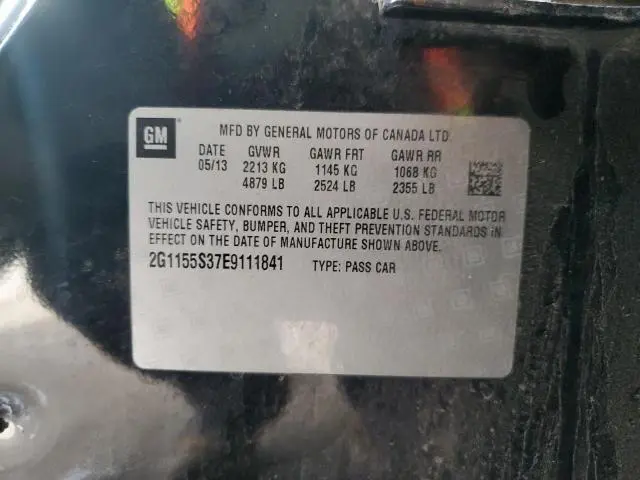 GM
MFD BY GENERAL MOTORS OF CANADA LTD
DATE GVWR GAWR FRT GAWR RR
05/13 2213 KG 1145 KG 1068 KG
4879 LB 2524 LB 2355 LB
THIS VEHICLE CONFORMS TO ALL APPLICABLE U.S. FEDERAL MOTOR
VEHICLE SAFETY, BUMPER, AND THEFT PREVENTION STANDARDS IN
EFFECT ON THE DATE OF MANUFACTURE SHOWN ABOVE.
2G1155S37E9111841 TYPE: PASS CAR